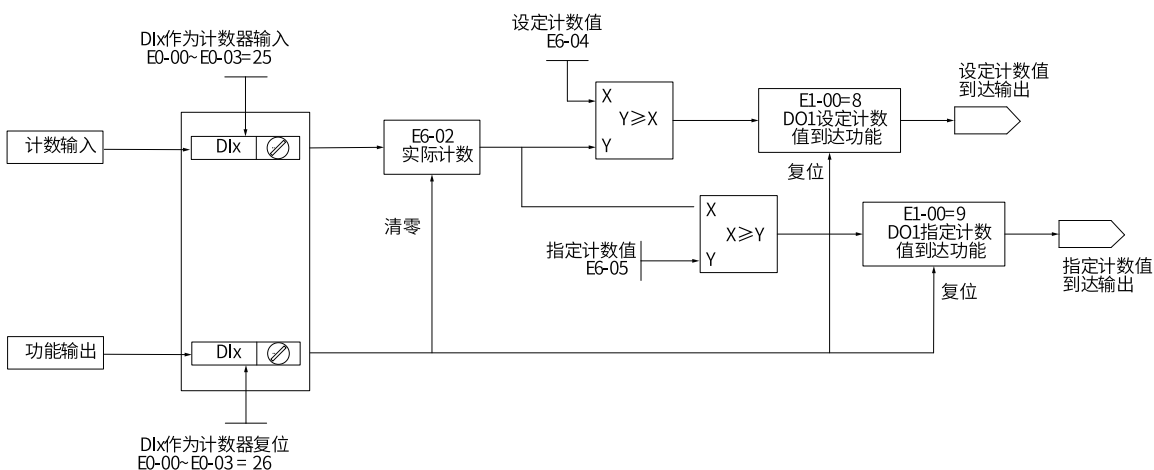 设定计数值
E6-04
DIx作为计数器输入
E0-00~E0-03=25
设定计数值
到达输出
X
Y≥X
Y
E1-00=8
DO1设定计数
值到达功能
计数输入
DIx
E6-02
实际计数
复位
清零
X
X≥Y
Y
指定计数值
E6-05
E1-00=9
DO1指定计数
值到达功能
指定计数值
到达输出
复位
功能输出
DIx
DIx作为计数器复位
E0-00~E0-03 = 26